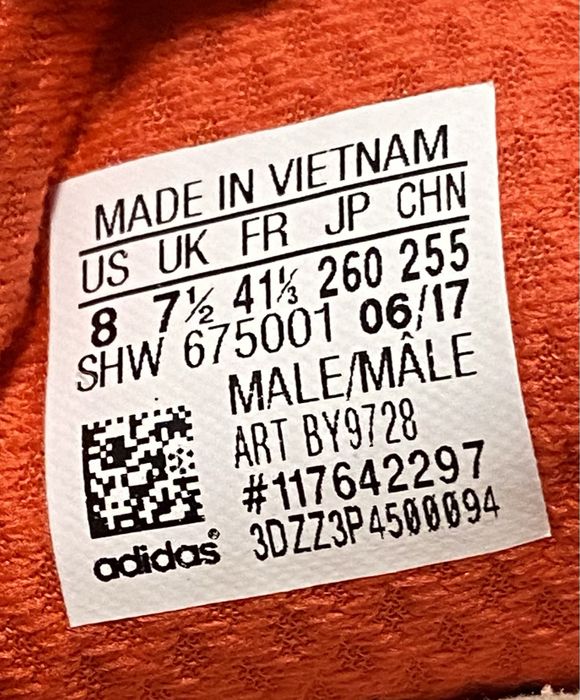 MADE IN VIETNAM
US UK FR JP CHN
8 7½ 41⅓ 260 255
SHW 675001 06/17
MALE/MÂLE
ART BY9728
#117642297
adidas® 3DZZ3P4500094